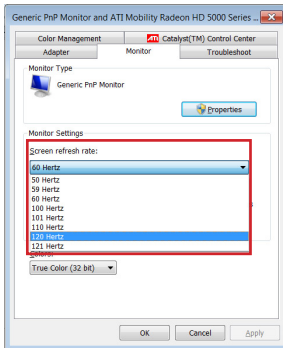 Generic PnP Monitor and ATI Mobility Radeon HD 5000 Series ...
Color Management
ATI
Catalyst(TM) Control Center
Adapter
Monitor
Troubleshoot
Monitor Type
Generic PnP Monitor
Properties
Monitor Settings
Screen refresh rate:
60 Hertz
50 Hertz
59 Hertz
60 Hertz
100 Hertz
101 Hertz
110 Hertz
120 Hertz
121 Hertz
Colors:
True Color (32 bit)
OK
Cancel
Apply